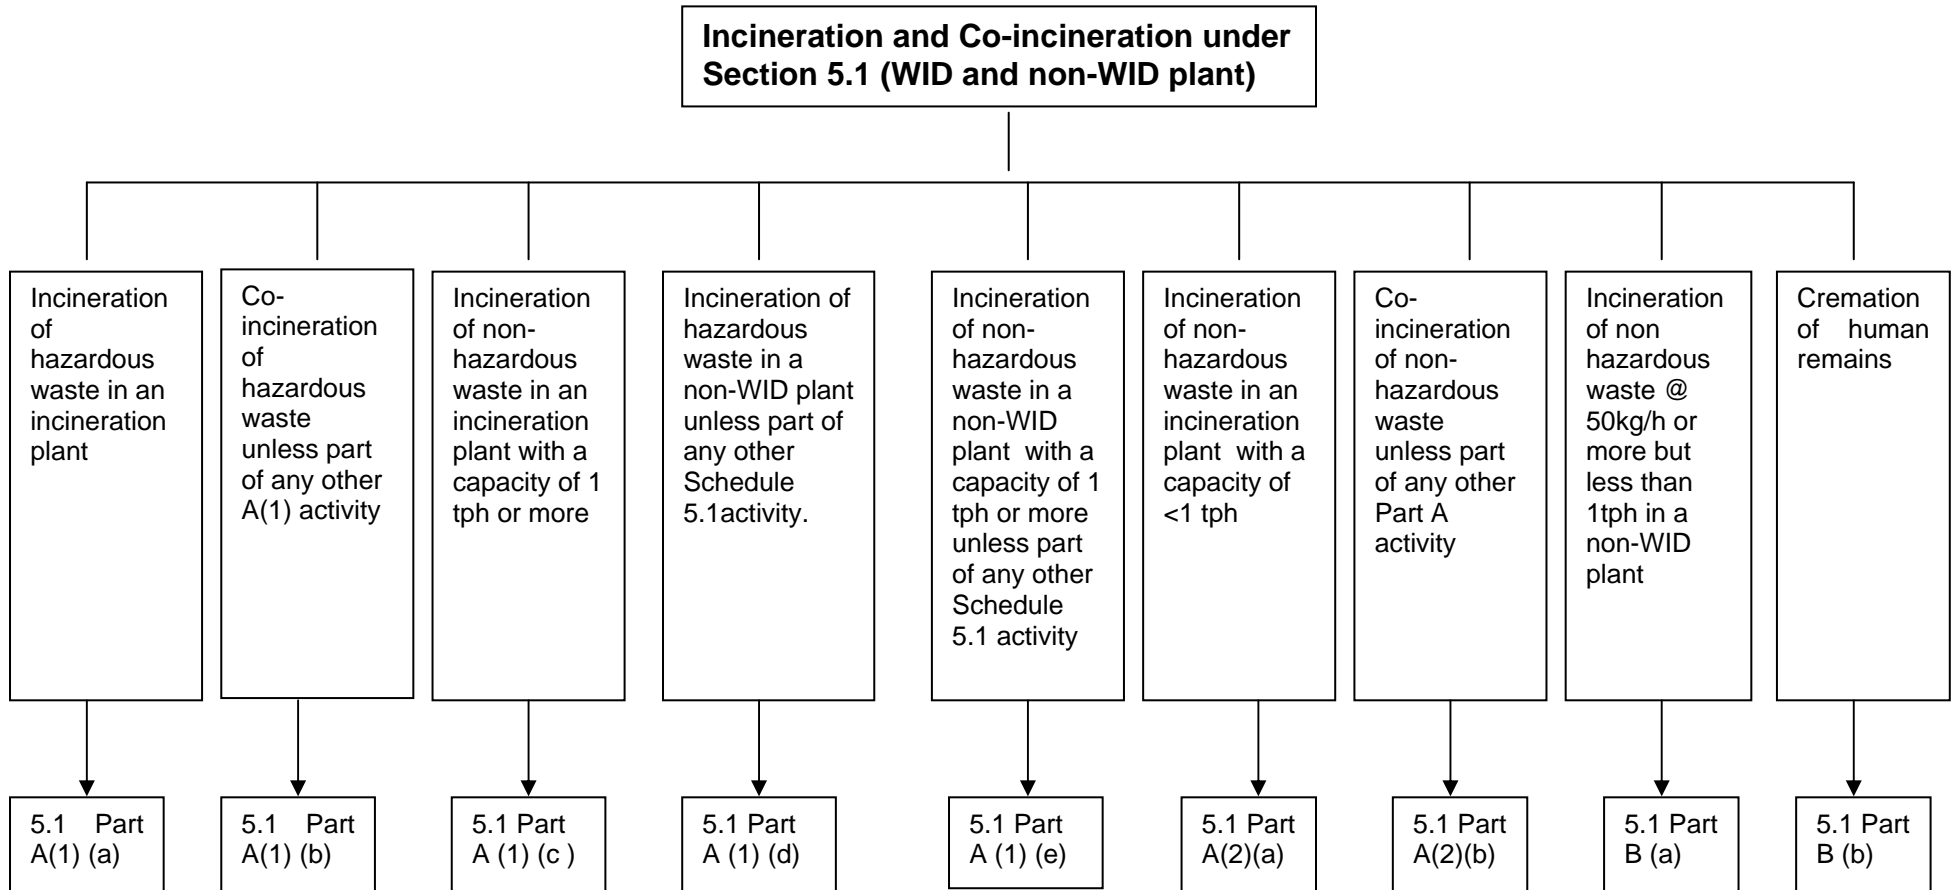 Incineration and Co-incineration under
Section 5.1 (WID and non-WID plant)
Incineration
of
hazardous
waste in an
incineration
plant
Co-
incineration
of
hazardous
waste
unless part
of any other
A(1) activity
Incineration
of non-
hazardous
waste in an
incineration
plant with a
capacity of 1
tph or more
Incineration of
hazardous
waste in a
non-WID plant
unless part of
any other
Schedule
5.1activity.
Incineration
of non-
hazardous
waste in a
non-WID
plant with a
capacity of 1
tph or more
unless part
of any other
Schedule
5.1 activity
Incineration
of non-
hazardous
waste in an
incineration
plant with a
capacity of
<1 tph
Co-
incineration
of non-
hazardous
waste
unless part
of any other
Part A
activity
Incineration
of non
hazardous
waste @
50kg/h or
more but
less than
1tph in a
non-WID
plant
Cremation
of human
remains
5.1 Part
A(1) (a)
5.1 Part
A(1) (b)
5.1 Part
A (1) (c )
5.1 Part
A (1) (d)
5.1 Part
A (1) (e)
5.1 Part
A(2)(a)
5.1 Part
A(2)(b)
5.1 Part
B (a)
5.1 Part
B (b)